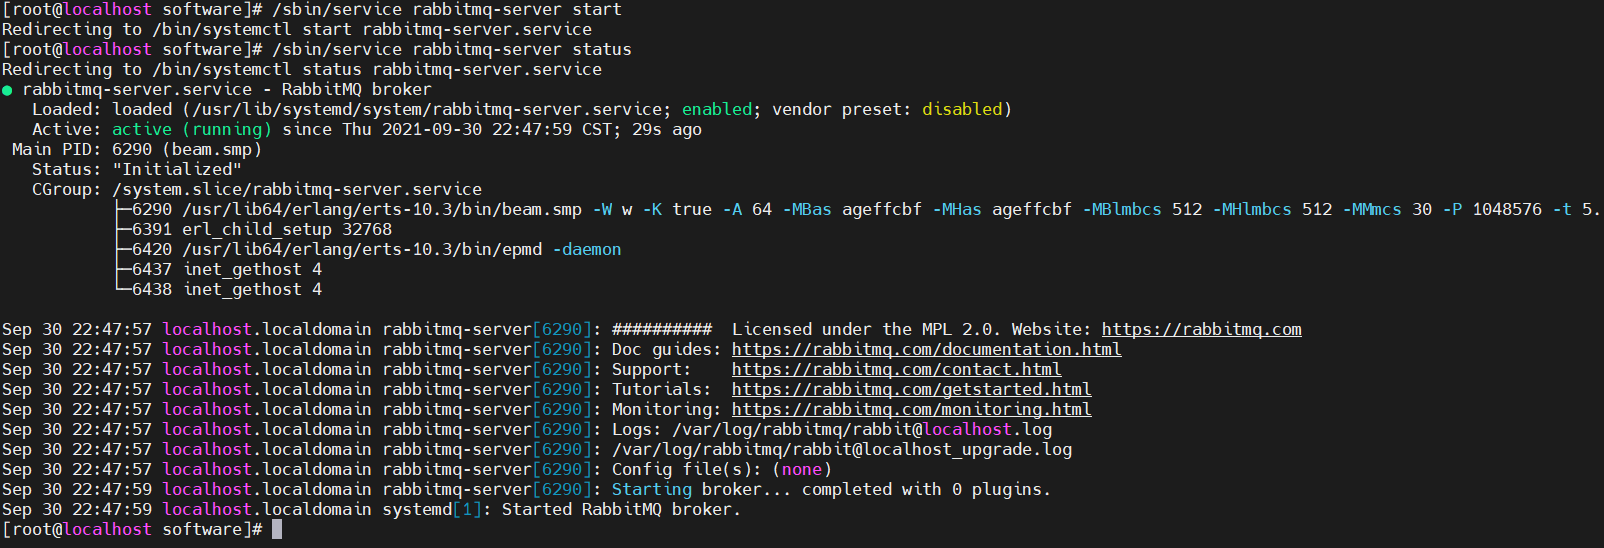 [root@localhost software]# /sbin/service rabbitmq-server start
Redirecting to /bin/systemctl start rabbitmq-server.service
[root@localhost software]# /sbin/service rabbitmq-server status
Redirecting to /bin/systemctl status rabbitmq-server.service
● rabbitmq-server.service - RabbitMQ broker
   Loaded: loaded (/usr/lib/systemd/system/rabbitmq-server.service; enabled; vendor preset: disabled)
   Active: active (running) since Thu 2021-09-30 22:47:59 CST; 29s ago
 Main PID: 6290 (beam.smp)
   Status: "Initialized"
   CGroup: /system.slice/rabbitmq-server.service
           ├─6290 /usr/lib64/erlang/erts-10.3/bin/beam.smp -W w -K true -A 64 -MBas ageffcbf -MHas ageffcbf -MBlmbcs 512 -MHlmbcs 512 -MMmcs 30 -P 1048576 -t 5.
           ├─6391 erl_child_setup 32768
           ├─6420 /usr/lib64/erlang/erts-10.3/bin/epmd -daemon
           ├─6437 inet_gethost 4
           └─6438 inet_gethost 4

Sep 30 22:47:57 localhost.localdomain rabbitmq-server[6290]: ##########  Licensed under the MPL 2.0. Website: https://rabbitmq.com
Sep 30 22:47:57 localhost.localdomain rabbitmq-server[6290]: Doc guides: https://rabbitmq.com/documentation.html
Sep 30 22:47:57 localhost.localdomain rabbitmq-server[6290]: Support:    https://rabbitmq.com/contact.html
Sep 30 22:47:57 localhost.localdomain rabbitmq-server[6290]: Tutorials:  https://rabbitmq.com/getstarted.html
Sep 30 22:47:57 localhost.localdomain rabbitmq-server[6290]: Monitoring: https://rabbitmq.com/monitoring.html
Sep 30 22:47:57 localhost.localdomain rabbitmq-server[6290]: Logs: /var/log/rabbitmq/rabbit@localhost.log
Sep 30 22:47:57 localhost.localdomain rabbitmq-server[6290]: /var/log/rabbitmq/rabbit@localhost_upgrade.log
Sep 30 22:47:57 localhost.localdomain rabbitmq-server[6290]: Config file(s): (none)
Sep 30 22:47:59 localhost.localdomain rabbitmq-server[6290]: Starting broker... completed with 0 plugins.
Sep 30 22:47:59 localhost.localdomain systemd[1]: Started RabbitMQ broker.
[root@localhost software]#